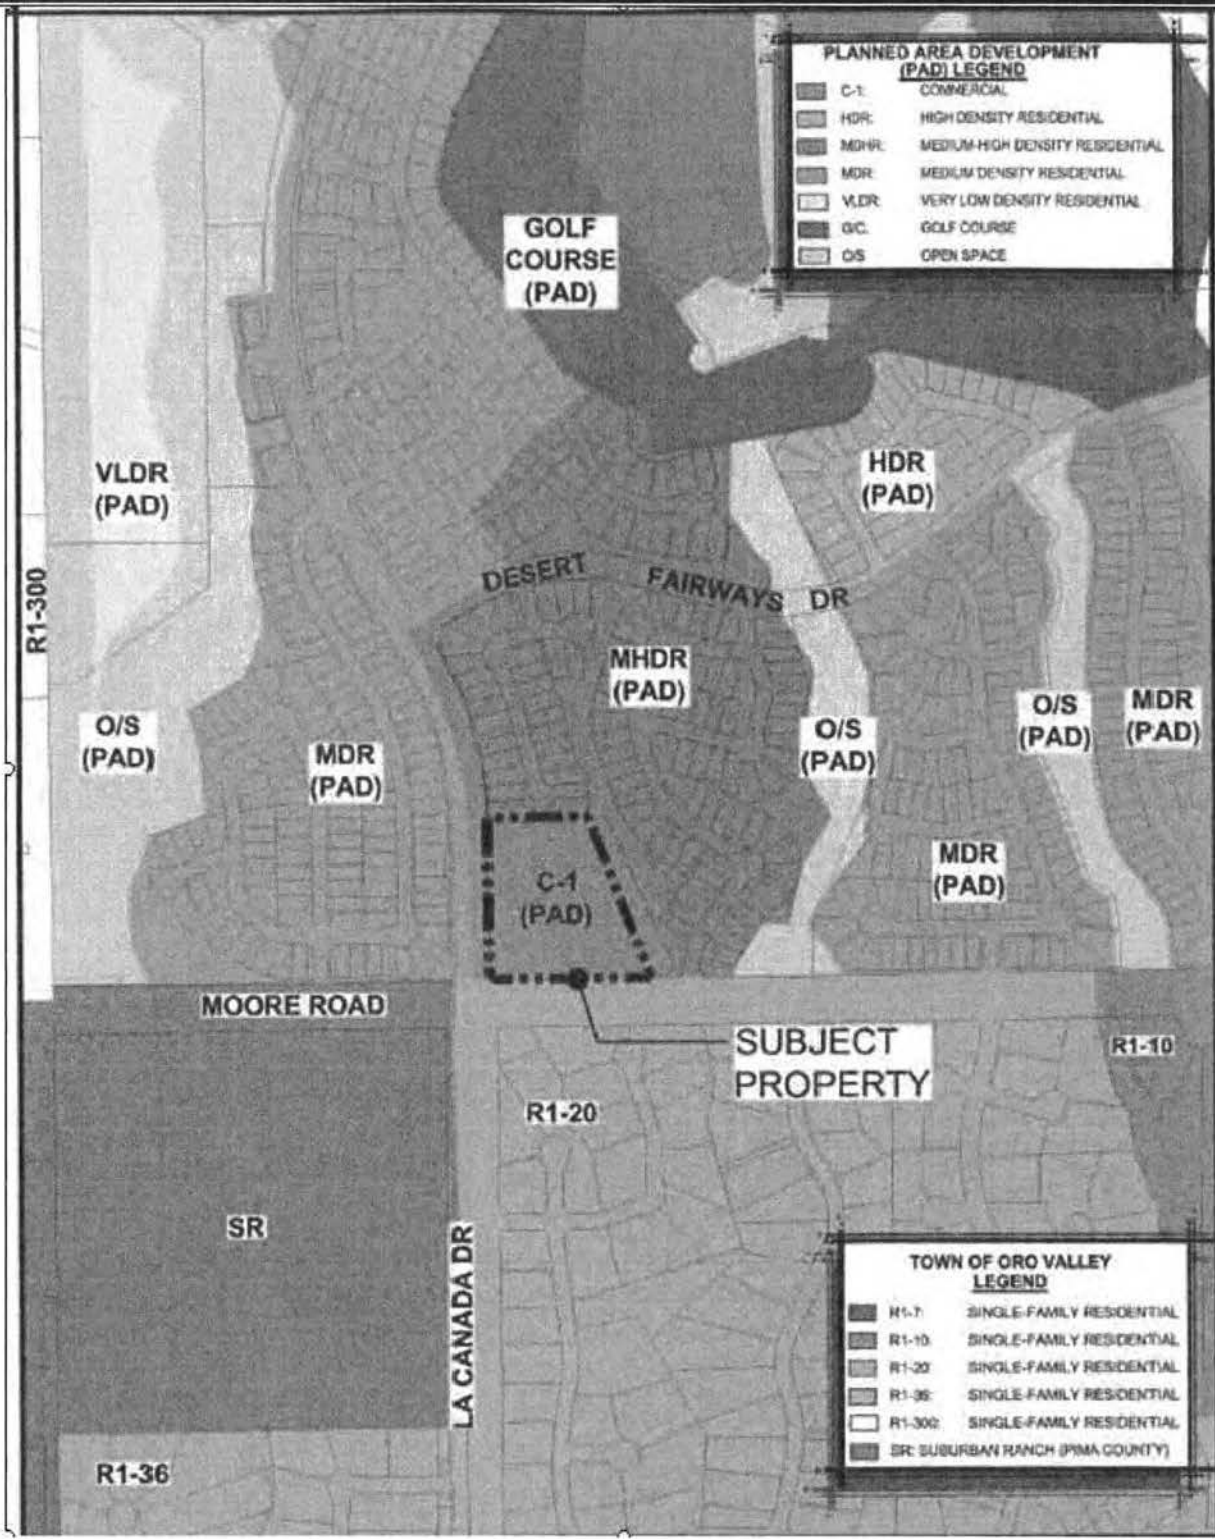 PLANNED AREA DEVELOPMENT
(PAD) LEGEND
C-1: COMMERCIAL
HDR: HIGH DENSITY RESIDENTIAL
MDHR: MEDIUM-HIGH DENSITY RESIDENTIAL
MDR: MEDIUM DENSITY RESIDENTIAL
VLDR: VERY LOW DENSITY RESIDENTIAL
G/C. GOLF COURSE
O/S OPEN SPACE
GOLF
COURSE
(PAD)
VLDR
(PAD)
HDR
(PAD)
R1-300
DESERT FAIRWAYS DR
MHDR
(PAD)
O/S
(PAD)
MDR
(PAD)
O/S
(PAD)
O/S
(PAD)
MDR
(PAD)
C-1
(PAD)
MDR
(PAD)
MOORE ROAD
SUBJECT
PROPERTY
R1-10
R1-20
SR
LA CANADA DR
R1-36
TOWN OF ORO VALLEY
LEGEND
R1-7: SINGLE-FAMILY RESIDENTIAL
R1-10: SINGLE-FAMILY RESIDENTIAL
R1-20: SINGLE-FAMILY RESIDENTIAL
R1-36: SINGLE-FAMILY RESIDENTIAL
R1-300: SINGLE-FAMILY RESIDENTIAL
SR: SUBURBAN RANCH (PIMA COUNTY)